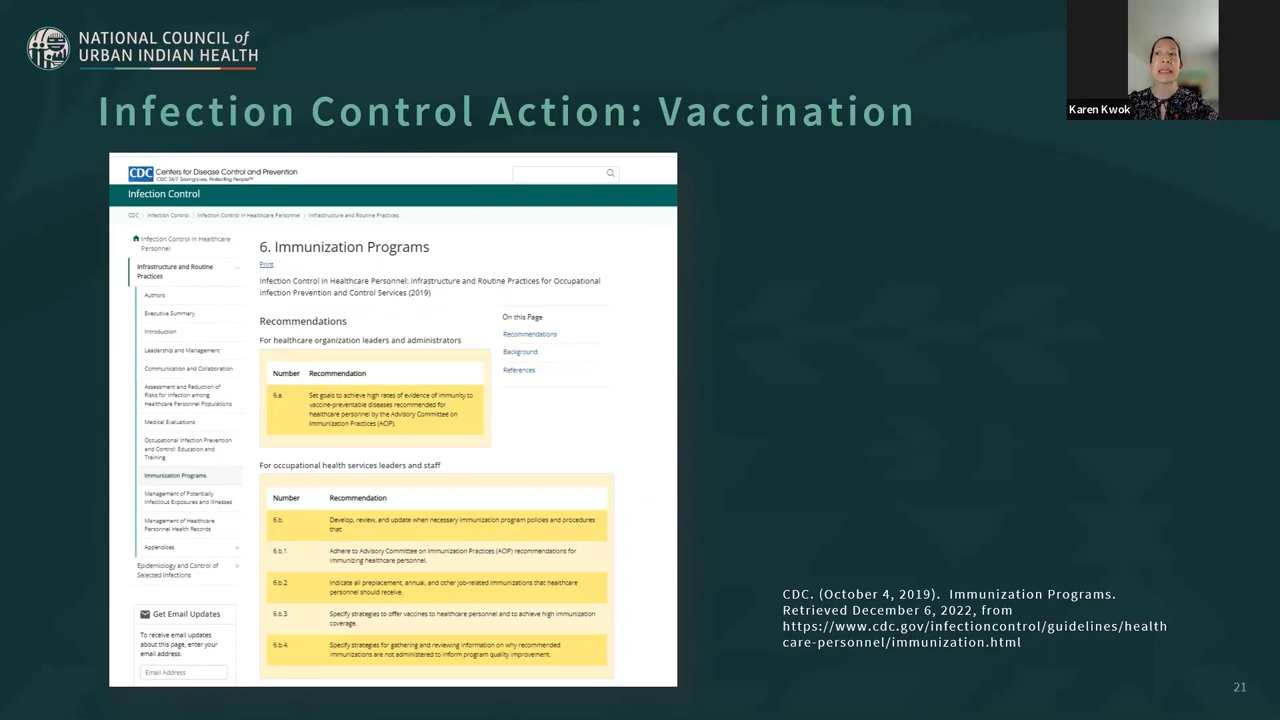 NATIONAL COUNCIL of
URBAN INDIAN HEALTH
Karen Kwok
Infection Control Action: Vaccination
CDC
Centers for Disease Control and Prevention
CDC 24/7: Saving Lives, Protecting People™
Infection Control
CDC
Infection Control
Infection Control in Healthcare Personnel
Infrastructure and Routine Practices
Infection Control in Healthcare
Personnel
Infrastructure and Routine
Practices
Authors
Executive Summary
Introduction
Leadership and Management
Communication and Collaboration
Assessment and Reduction of
Risks for Infection among
Healthcare Personnel Populations
Medical Evaluations
Occupational Infection Prevention
and Control: Education and
Training
Immunization Programs
Management of Potentially
Infectious Exposures and Illnesses
Management of Healthcare
Personnel Health Records
Appendices
Epidemiology and Control of
Selected Infections
Get Email Updates
To receive email updates
about this page, enter your
email address:
Email Address
6. Immunization Programs
Print
Infection Control in Healthcare Personnel: Infrastructure and Routine Practices for Occupational
Infection Prevention and Control Services (2019)
On this Page
Recommendations
Background
References
Recommendations
For healthcare organization leaders and administrators
Number Recommendation
6.a. Set goals to achieve high rates of evidence of immunity to
vaccine-preventable diseases recommended for
healthcare personnel by the Advisory Committee on
Immunization Practices (ACIP).
For occupational health services leaders and staff
Number Recommendation
6.b. Develop, review, and update when necessary immunization program policies and procedures
that:
6.b.1. Adhere to Advisory Committee on Immunization Practices (ACIP) recommendations for
immunizing healthcare personnel.
6.b.2. Indicate all preplacement, annual, and other job-related immunizations that healthcare
personnel should receive.
6.b.3. Specify strategies to offer vaccines to healthcare personnel and to achieve high immunization
coverage.
6.b.4. Specify strategies for gathering and reviewing information on why recommended
immunizations are not administered to inform program quality improvement.
CDC. (October 4, 2019). Immunization Programs.
Retrieved December 6, 2022, from
https://www.cdc.gov/infectioncontrol/guidelines/health
care-personnel/immunization.html
21